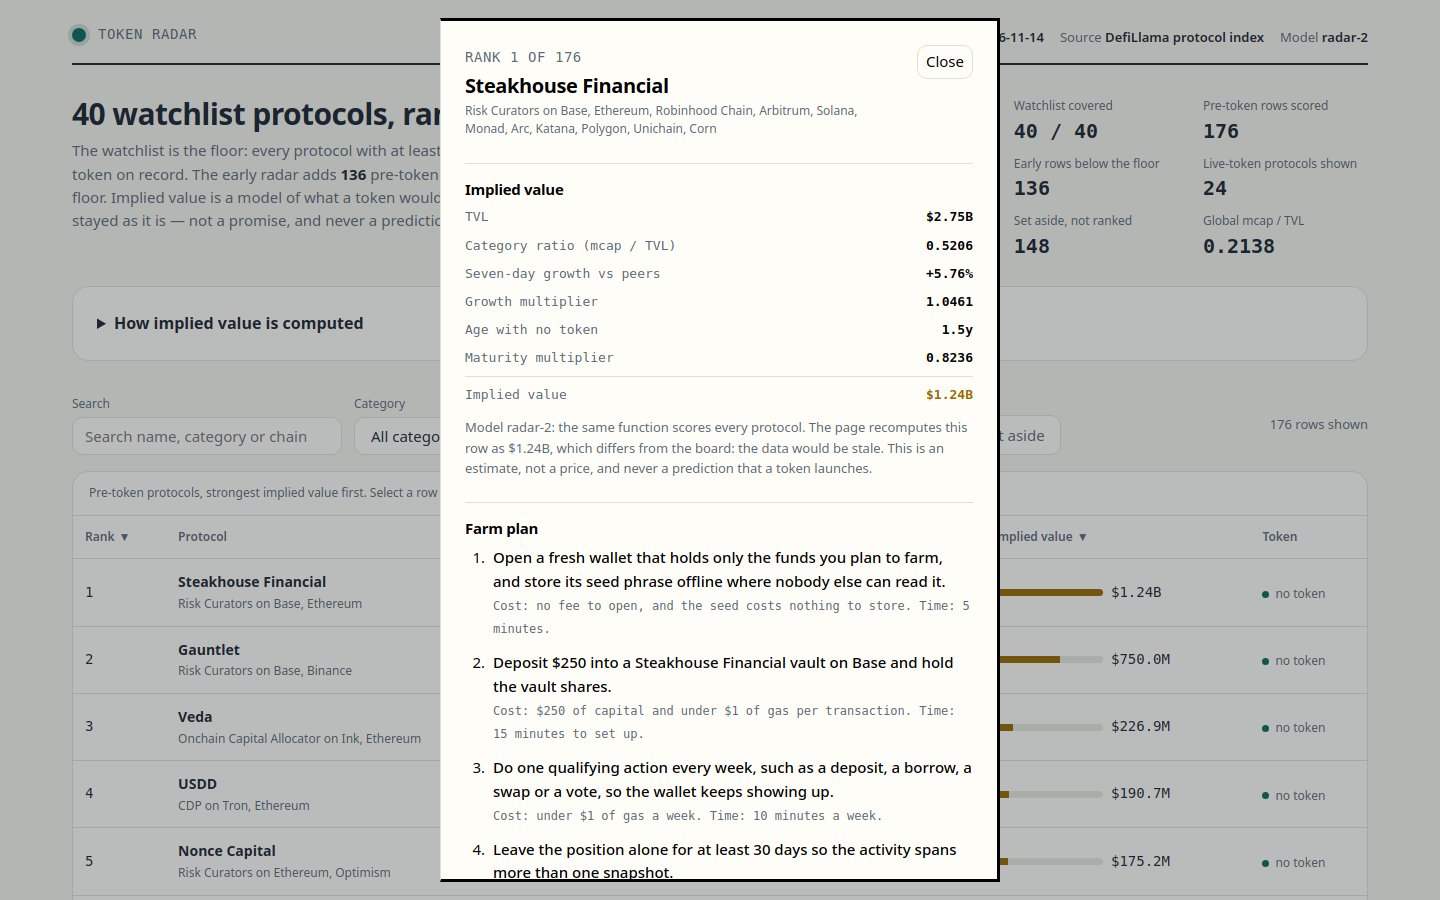 TOKEN RADAR
6-11-14 Source DefiLlama protocol index Model radar-2
40 watchlist protocols, rar
The watchlist is the floor: every protocol with at least
token on record. The early radar adds 136 pre-token
floor. Implied value is a model of what a token would
stayed as it is — not a promise, and never a predictic
Watchlist covered
40 / 40
Pre-token rows scored
176
Early rows below the floor
136
Live-token protocols shown
24
Set aside, not ranked
148
Global mcap / TVL
0.2138
How implied value is computed
Search
Search name, category or chain
Category
All catego
t aside
176 rows shown
Pre-token protocols, strongest implied value first. Select a row
Rank ▼ Protocol mplied value ▼ Token
1 Steakhouse Financial $1.24B no token
Risk Curators on Base, Ethereum
2 Gauntlet $750.0M no token
Risk Curators on Base, Binance
3 Veda $226.9M no token
Onchain Capital Allocator on Ink, Ethereum
4 USDD $190.7M no token
CDP on Tron, Ethereum
5 Nonce Capital $175.2M no token
Risk Curators on Ethereum, Optimism
RANK 1 OF 176
Close
Steakhouse Financial
Risk Curators on Base, Ethereum, Robinhood Chain, Arbitrum, Solana,
Monad, Arc, Katana, Polygon, Unichain, Corn
Implied value
TVL $2.75B
Category ratio (mcap / TVL) 0.5206
Seven-day growth vs peers +5.76%
Growth multiplier 1.0461
Age with no token 1.5y
Maturity multiplier 0.8236
Implied value $1.24B
Model radar-2: the same function scores every protocol. The page recomputes this
row as $1.24B, which differs from the board: the data would be stale. This is an
estimate, not a price, and never a prediction that a token launches.
Farm plan
1. Open a fresh wallet that holds only the funds you plan to farm,
and store its seed phrase offline where nobody else can read it.
Cost: no fee to open, and the seed costs nothing to store. Time: 5
minutes.
2. Deposit $250 into a Steakhouse Financial vault on Base and hold
the vault shares.
Cost: $250 of capital and under $1 of gas per transaction. Time:
15 minutes to set up.
3. Do one qualifying action every week, such as a deposit, a borrow, a
swap or a vote, so the wallet keeps showing up.
Cost: under $1 of gas a week. Time: 10 minutes a week.
4. Leave the position alone for at least 30 days so the activity spans
more than one snapshot.